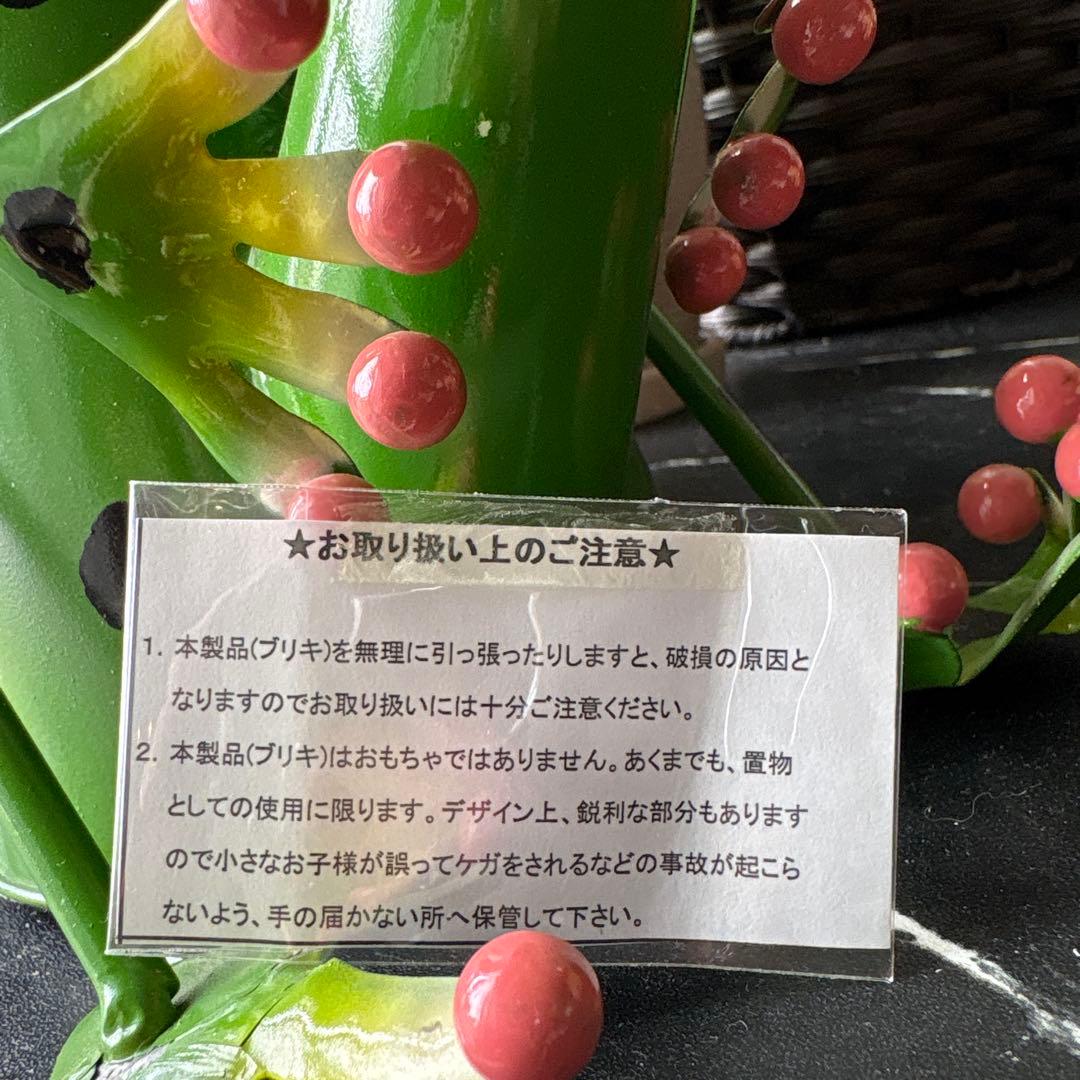 ★お取り扱い上のご注意★
1. 本製品(ブリキ)を無理に引っ張ったりしますと、破損の原因と
なりますのでお取り扱いには十分ご注意ください。
2. 本製品(ブリキ)はおもちゃではありません。あくまでも、置物
としての使用に限ります。デザイン上、鋭利な部分もあります
ので小さなお子様が誤ってケガをされるなどの事故が起こら
ないよう、手の届かない所へ保管して下さい。